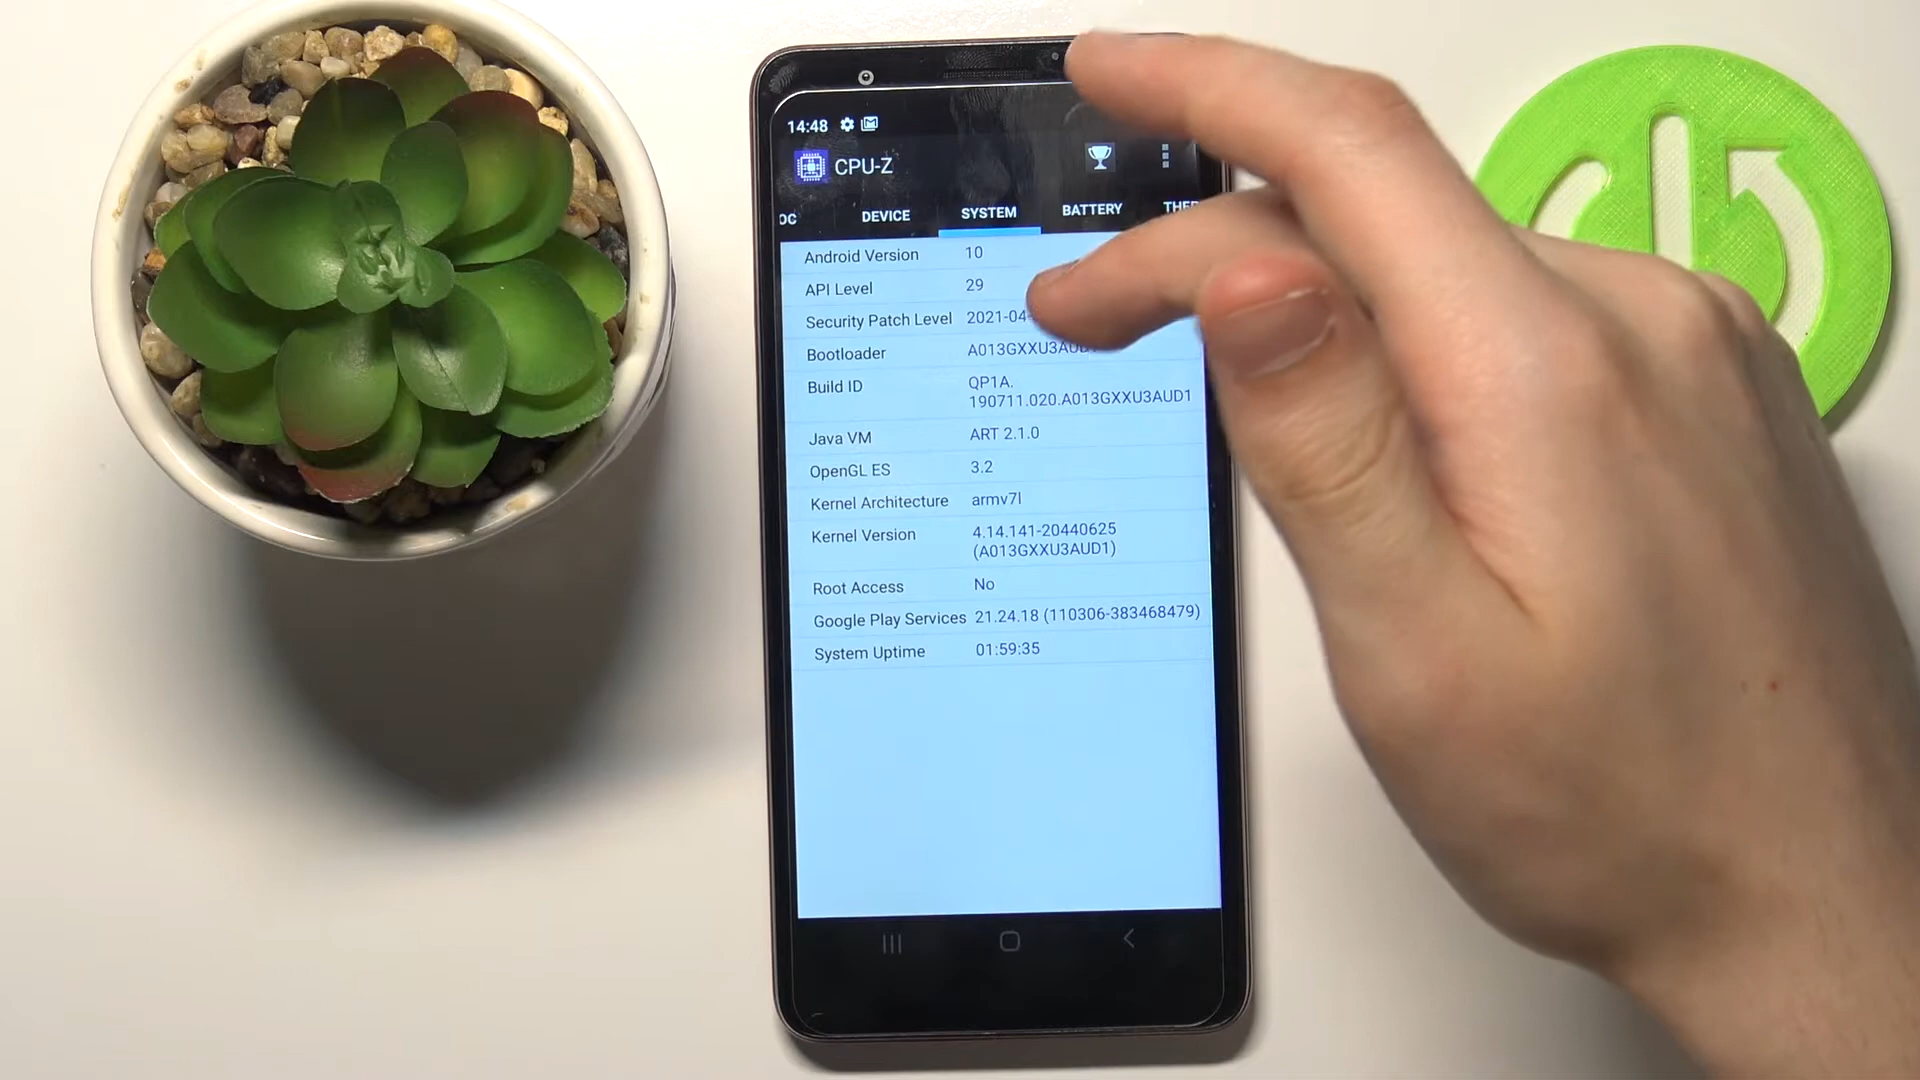 14:48
CPU-Z
OC DEVICE SYSTEM BATTERY THER
Android Version 10
API Level 29
Security Patch Level 2021-04-
Bootloader A013GXXU3AUD
Build ID QP1A.
190711.020.A013GXXU3AUD1
Java VM ART 2.1.0
OpenGL ES 3.2
Kernel Architecture armv7l
Kernel Version 4.14.141-20440625
(A013GXXU3AUD1)
Root Access No
Google Play Services 21.24.18 (110306-383468479)
System Uptime 01:59:35